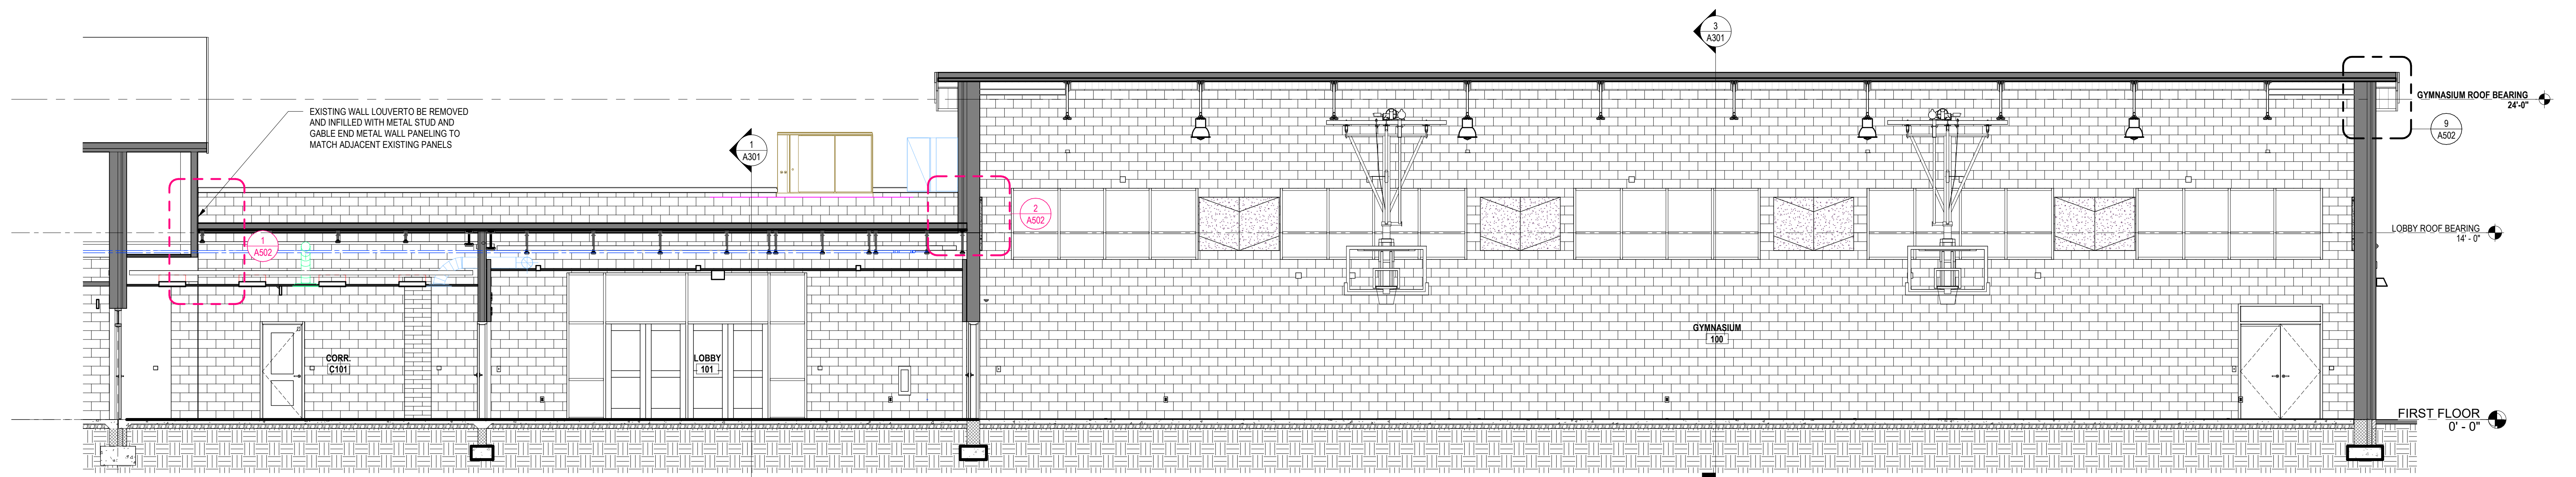 3
A301
EXISTING WALL LOUVERTO BE REMOVED
AND INFILLED WITH METAL STUD AND
GABLE END METAL WALL PANELING TO
MATCH ADJACENT EXISTING PANELS
1
A301
GYMNASIUM ROOF BEARING
24'-0"
9
A502
2
A502
1
A502
LOBBY ROOF BEARING
14' - 0"
GYMNASIUM
100
CORR.
C101
LOBBY
101
FIRST FLOOR
0' - 0"